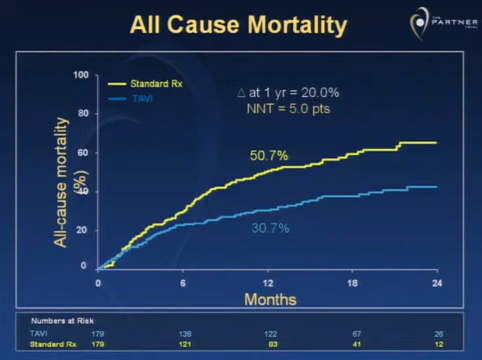 All Cause Mortality
THE
PARTNER
TRIAL
100
80
60
40
20
0
All-cause mortality
(%)
Standard Rx
TAVI
△ at 1 yr = 20.0%
NNT = 5.0 pts
50.7%
30.7%
0 6 12 18 24
Months
Numbers at Risk
TAVI 179 138 122 67 26
Standard Rx 179 121 83 41 12